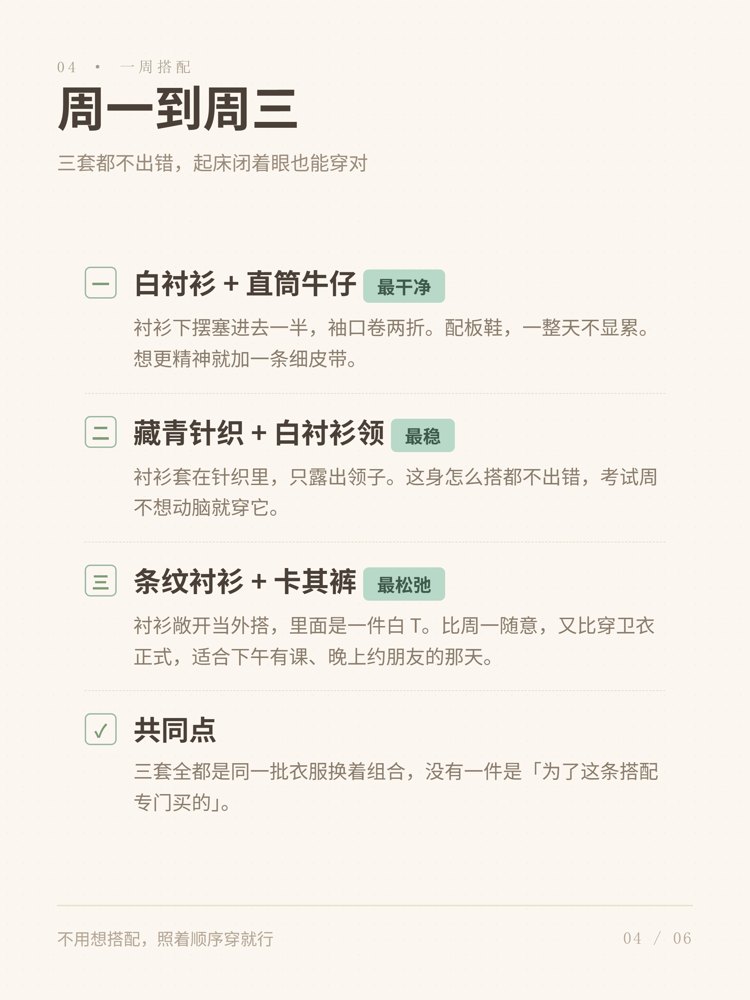 04 • 一周搭配
周一到周三
三套都不出错，起床闭着眼也能穿对
一 白衬衫 + 直筒牛仔 最干净
衬衫下摆塞进去一半，袖口卷两折。配板鞋，一整天不显累。
想更精神就加一条细皮带。
二 藏青针织 + 白衬衫领 最稳
衬衫套在针织里，只露出领子。这身怎么搭都不出错，考试周
不想动脑就穿它。
三 条纹衬衫 + 卡其裤 最松弛
衬衫敞开当外搭，里面是一件白 T。比周一随意，又比穿卫衣
正式，适合下午有课、晚上约朋友的那天。
✓ 共同点
三套全都是同一批衣服换着组合，没有一件是「为了这条搭配
专门买的」。
不用想搭配，照着顺序穿就行
04 / 06